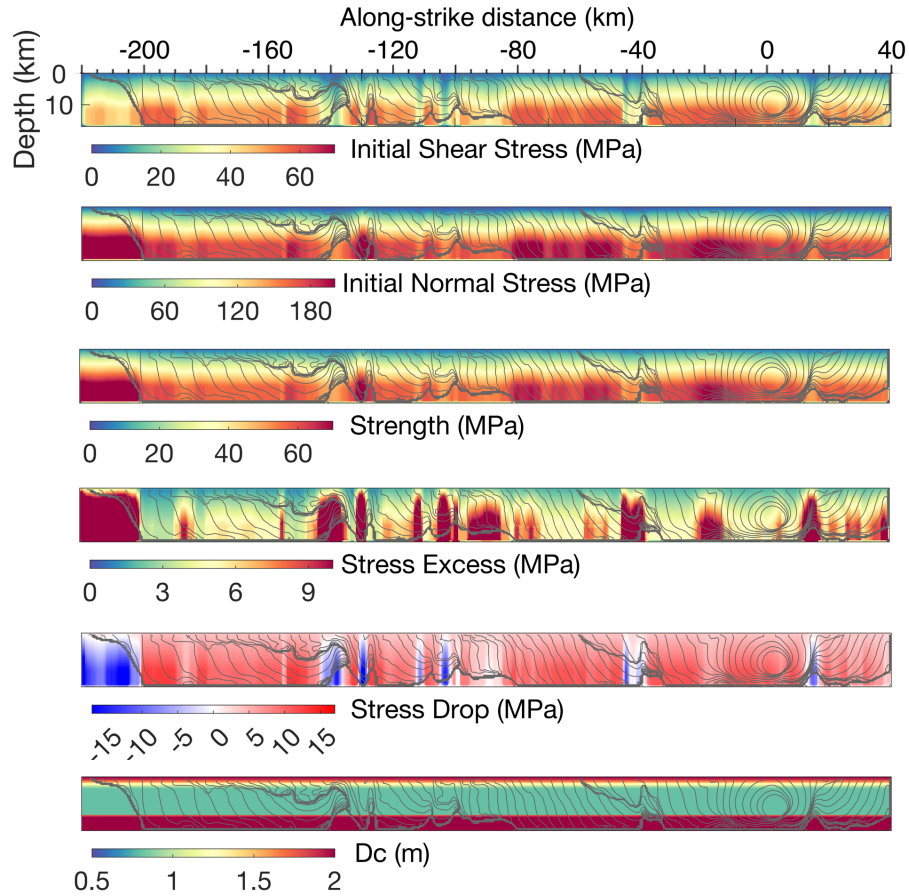 Along-strike distance (km)
-200 -160 -120 -80 -40 0 40
Depth (km)
0
10
Initial Shear Stress (MPa)
0 20 40 60
Initial Normal Stress (MPa)
0 60 120 180
Strength (MPa)
0 20 40 60
Stress Excess (MPa)
0 3 6 9
Stress Drop (MPa)
-15 -10 -5 0 5 10 15
Dc (m)
0.5 1 1.5 2